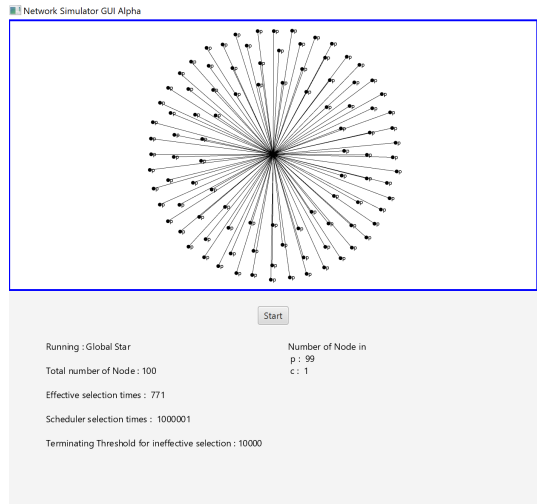 Network Simulator GUI Alpha
Start
Running : Global Star
Number of Node in
p : 99
Total number of Node : 100
c : 1
Effective selection times : 771
Scheduler selection times : 1000001
Terminating Threshold for ineffective selection : 10000